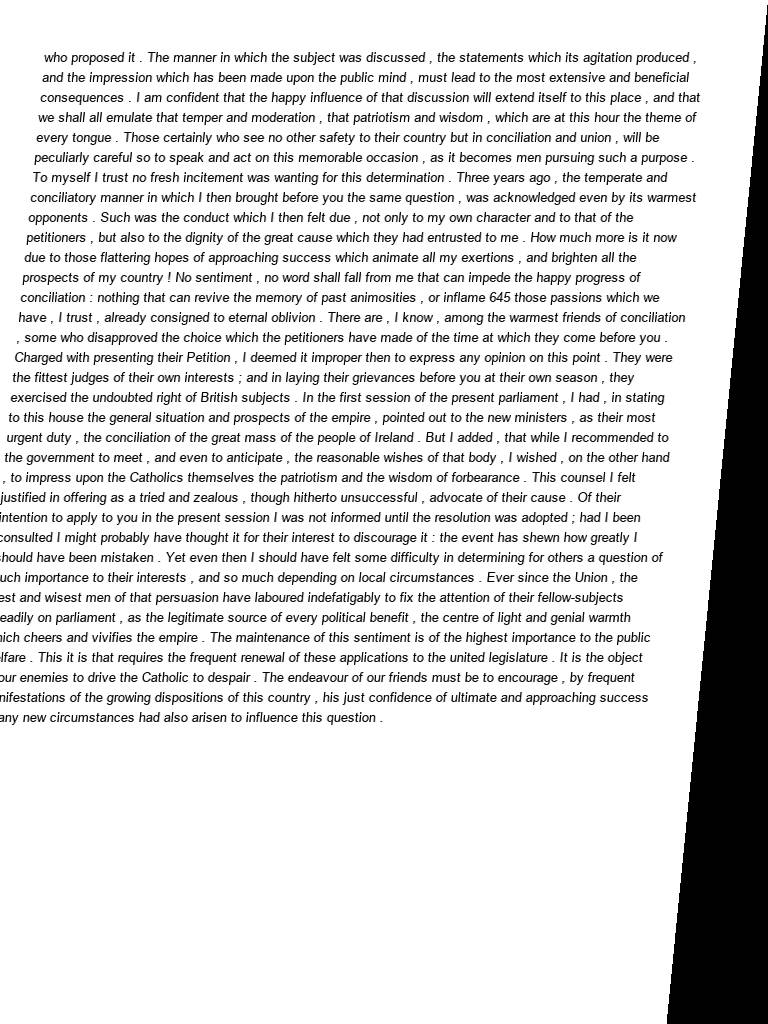 who proposed it . The manner in which the subject was discussed , the statements which its agitation produced ,
and the impression which has been made upon the public mind , must lead to the most extensive and beneficial
consequences . I am confident that the happy influence of that discussion will extend itself to this place , and that
we shall all emulate that temper and moderation , that patriotism and wisdom , which are at this hour the theme of
every tongue . Those certainly who see no other safety to their country but in conciliation and union , will be
peculiarly careful so to speak and act on this memorable occasion , as it becomes men pursuing such a purpose .
To myself I trust no fresh incitement was wanting for this determination . Three years ago , the temperate and
conciliatory manner in which I then brought before you the same question , was acknowledged even by its warmest
opponents . Such was the conduct which I then felt due , not only to my own character and to that of the
petitioners , but also to the dignity of the great cause which they had entrusted to me . How much more is it now
due to those flattering hopes of approaching success which animate all my exertions , and brighten all the
prospects of my country ! No sentiment , no word shall fall from me that can impede the happy progress of
conciliation : nothing that can revive the memory of past animosities , or inflame 645 those passions which we
have , I trust , already consigned to eternal oblivion . There are , I know , among the warmest friends of conciliation
, some who disapproved the choice which the petitioners have made of the time at which they come before you .
Charged with presenting their Petition , I deemed it improper then to express any opinion on this point . They were
the fittest judges of their own interests ; and in laying their grievances before you at their own season , they
exercised the undoubted right of British subjects . In the first session of the present parliament , I had , in stating
to this house the general situation and prospects of the empire , pointed out to the new ministers , as their most
urgent duty , the conciliation of the great mass of the people of Ireland . But I added , that while I recommended to
the government to meet , and even to anticipate , the reasonable wishes of that body , I wished , on the other hand
, to impress upon the Catholics themselves the patriotism and the wisdom of forbearance . This counsel I felt
justified in offering as a tried and zealous , though hitherto unsuccessful , advocate of their cause . Of their
intention to apply to you in the present session I was not informed until the resolution was adopted ; had I been
consulted I might probably have thought it for their interest to discourage it : the event has shewn how greatly I
should have been mistaken . Yet even then I should have felt some difficulty in determining for others a question of
uch importance to their interests , and so much depending on local circumstances . Ever since the Union , the
est and wisest men of that persuasion have laboured indefatigably to fix the attention of their fellow-subjects
eadily on parliament , as the legitimate source of every political benefit , the centre of light and genial warmth
hich cheers and vivifies the empire . The maintenance of this sentiment is of the highest importance to the public
lfare . This it is that requires the frequent renewal of these applications to the united legislature . It is the object
our enemies to drive the Catholic to despair . The endeavour of our friends must be to encourage , by frequent
nifestations of the growing dispositions of this country , his just confidence of ultimate and approaching success
any new circumstances had also arisen to influence this question .